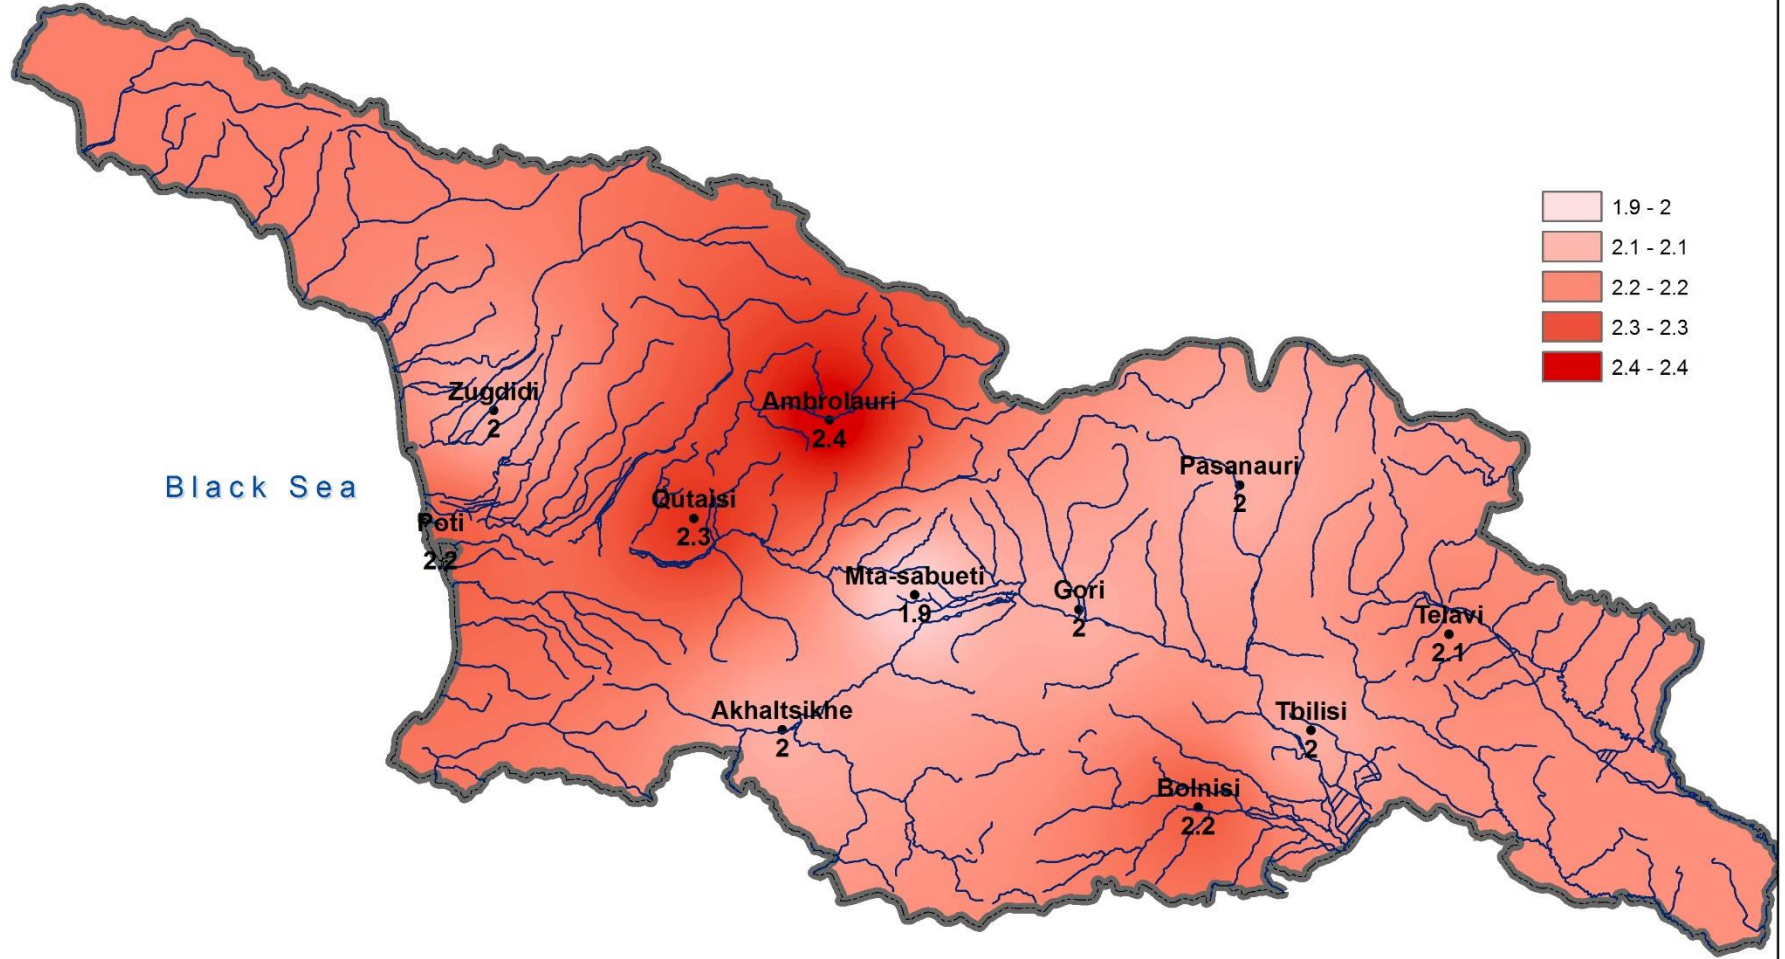 1.9 - 2
2.1 - 2.1
2.2 - 2.2
2.3 - 2.3
2.4 - 2.4
Zugdidi
2
Ambrolauri
2.4
Pasanauri
2
Black Sea
Qutaisi
2.3
Poti
2.2
Mta-sabueti
1.9
Gori
2
Telavi
2.1
Akhaltsikhe
2
Tbilisi
2
Bolnisi
2.2